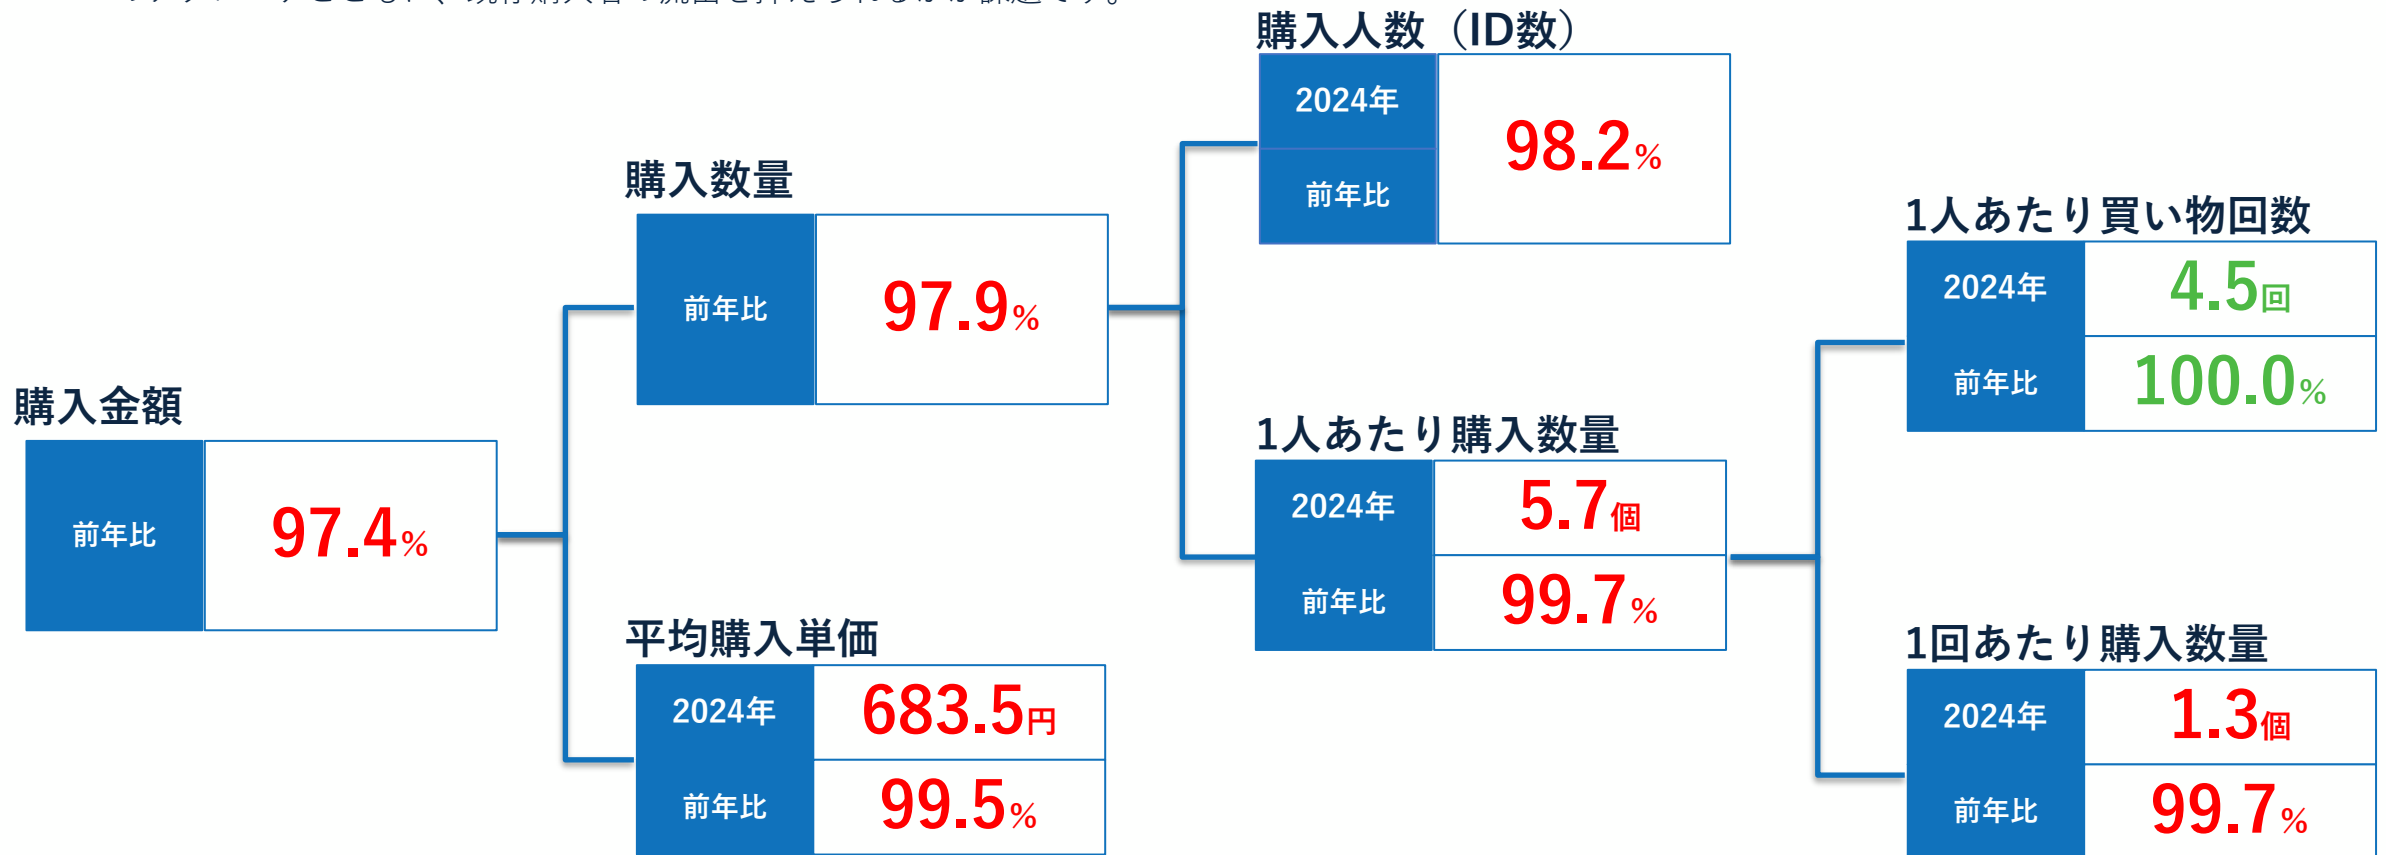 購入人数（ID数）
2024年
98.2%
前年比
購入数量
前年比
97.9%
1人あたり買い物回数
2024年
4.5回
前年比
100.0%
購入金額
前年比
97.4%
1人あたり購入数量
2024年
5.7個
前年比
99.7%
平均購入単価
2024年
683.5円
前年比
99.5%
1回あたり購入数量
2024年
1.3個
前年比
99.7%